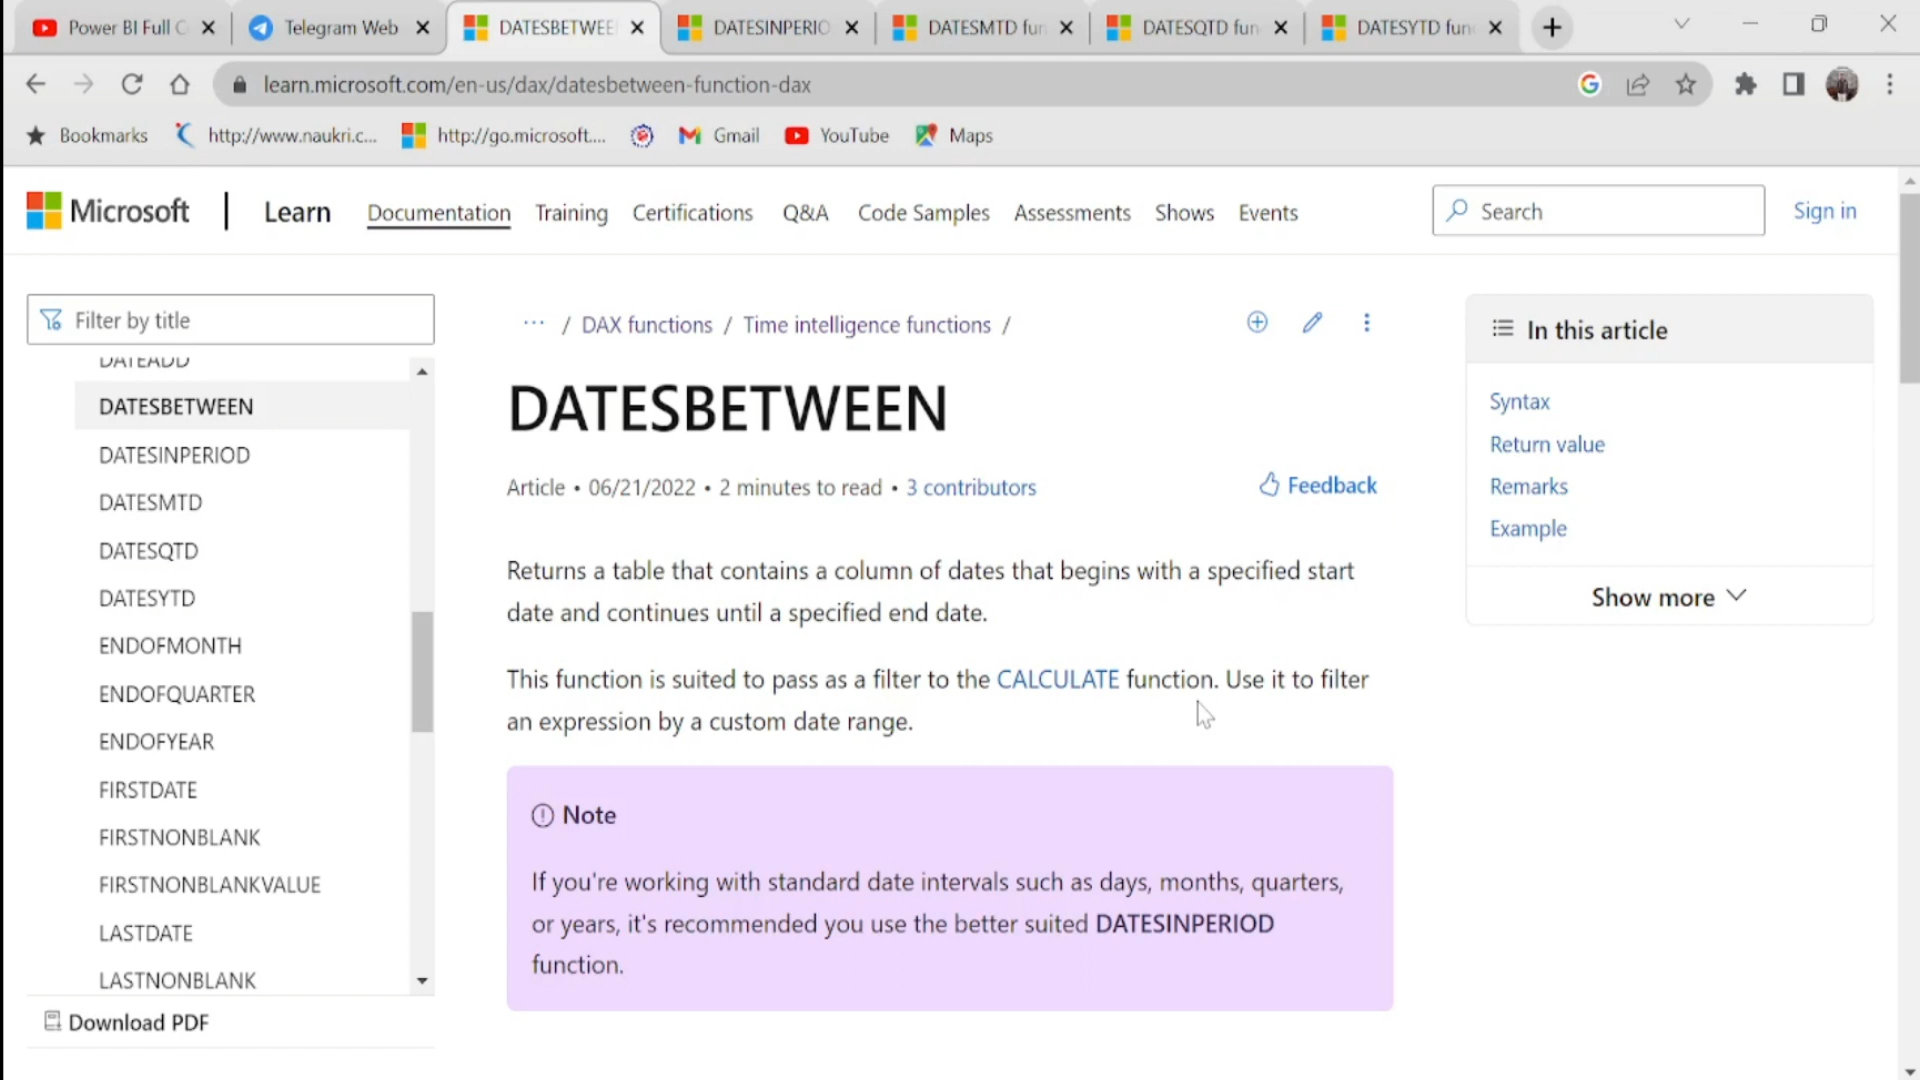 Power BI Full C
Telegram Web
DATESBETWEE
DATESINPERIO
DATESMTD fun
DATESQTD fun
DATESYTD fun
learn.microsoft.com/en-us/dax/datesbetween-function-dax
Bookmarks
http://www.naukri.c...
http://go.microsoft....
Gmail
YouTube
Maps
Microsoft
Learn
Documentation
Training
Certifications
Q&A
Code Samples
Assessments
Shows
Events
Search
Sign in
Filter by title
DATEADD
DATESBETWEEN
DATESINPERIOD
DATESMTD
DATESQTD
DATESYTD
ENDOFMONTH
ENDOFQUARTER
ENDOFYEAR
FIRSTDATE
FIRSTNONBLANK
FIRSTNONBLANKVALUE
LASTDATE
LASTNONBLANK
Download PDF
... / DAX functions / Time intelligence functions /
DATESBETWEEN
Article • 06/21/2022 • 2 minutes to read • 3 contributors
Feedback
Returns a table that contains a column of dates that begins with a specified start
date and continues until a specified end date.
This function is suited to pass as a filter to the CALCULATE function. Use it to filter
an expression by a custom date range.
Note
If you're working with standard date intervals such as days, months, quarters,
or years, it's recommended you use the better suited DATESINPERIOD
function.
In this article
Syntax
Return value
Remarks
Example
Show more